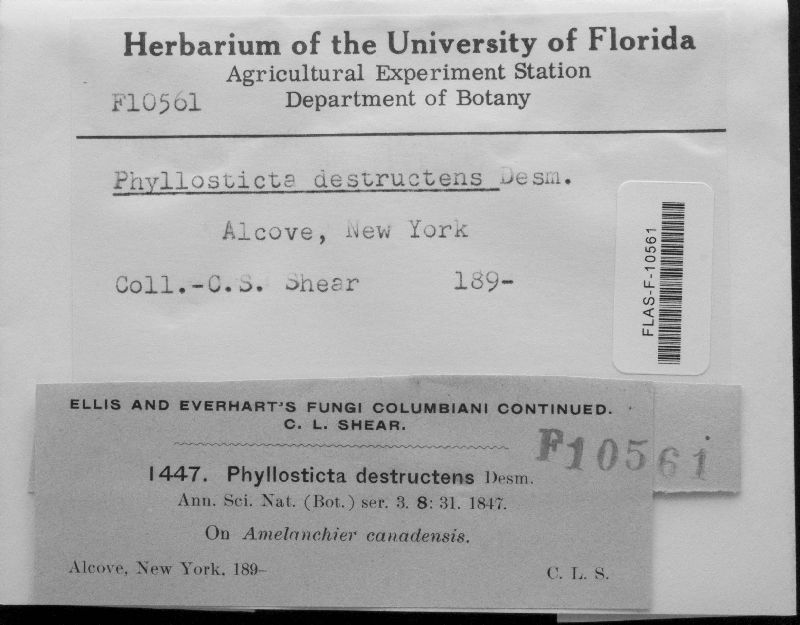 Herbarium of the University of Florida
Agricultural Experiment Station
F10561 Department of Botany
Phyllosticta destructens Desm.
Alcove, New York
Coll.-C.S. Shear 189-
FLAS-F-10561
ELLIS AND EVERHART'S FUNGI COLUMBIANI CONTINUED.
C. L. SHEAR.
F10561
1447. Phyllosticta destructens Desm.
Ann. Sci. Nat. (Bot.) ser. 3. 8: 31. 1847.
On Amelanchier canadensis.
Alcove, New York, 189– C. L. S.